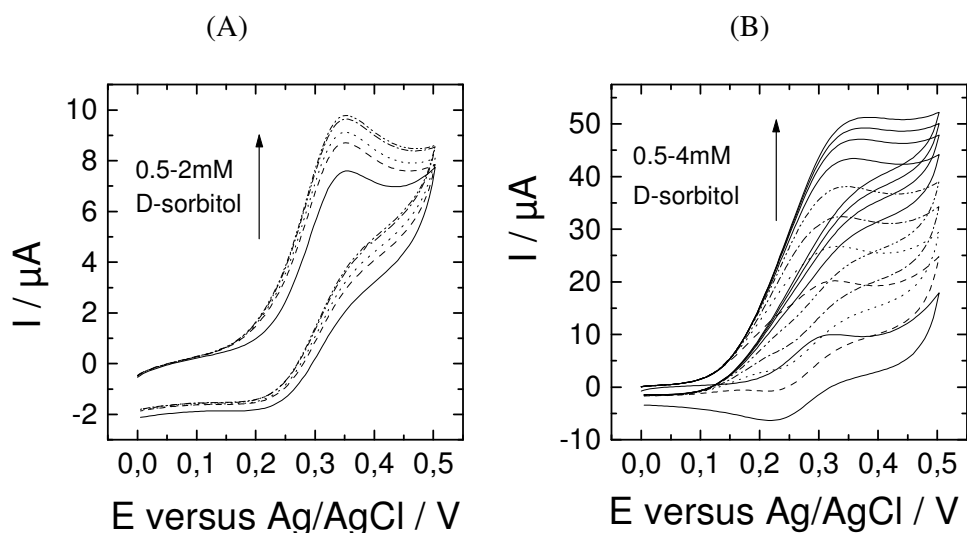 (A)
(B)
10
8
6
4
2
0
-2
I / µA
0.5-2mM
D-sorbitol
0,0 0,1 0,2 0,3 0,4 0,5
E versus Ag/AgCl / V
50
40
30
20
10
0
-10
I / µA
0.5-4mM
D-sorbitol
0,0 0,1 0,2 0,3 0,4 0,5
E versus Ag/AgCl / V